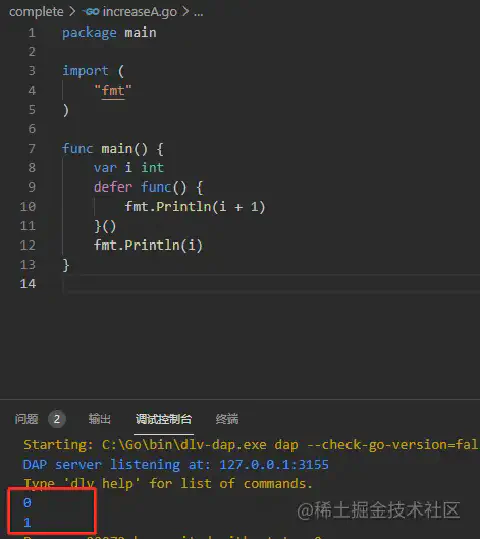 complete > increaseA.go > ...
1 package main
2
3 import (
4 "fmt"
5 )
6
7 func main() {
8 var i int
9 defer func() {
10 fmt.Println(i + 1)
11 }()
12 fmt.Println(i)
13 }
14
问题 2 输出 调试控制台 终端
Starting: C:\Go\bin\dlv-dap.exe dap --check-go-version=fal
DAP server listening at: 127.0.0.1:3155
Type 'dlv help' for list of commands.
0
@稀土掘金技术社区
1